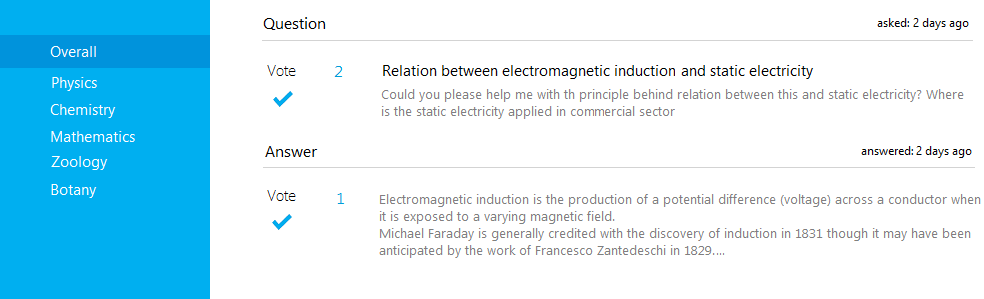 Overall
Physics
Chemistry
Mathematics
Zoology
Botany
Question
asked: 2 days ago
Vote
2
Relation between electromagnetic induction and static electricity
Could you please help me with th principle behind relation between this and static electricity? Where
is the static electricity applied in commercial sector
Answer
answered: 2 days ago
Vote
1
Electromagnetic induction is the production of a potential difference (voltage) across a conductor when
it is exposed to a varying magnetic field.
Michael Faraday is generally credited with the discovery of induction in 1831 though it may have been
anticipated by the work of Francesco Zantedeschi in 1829....